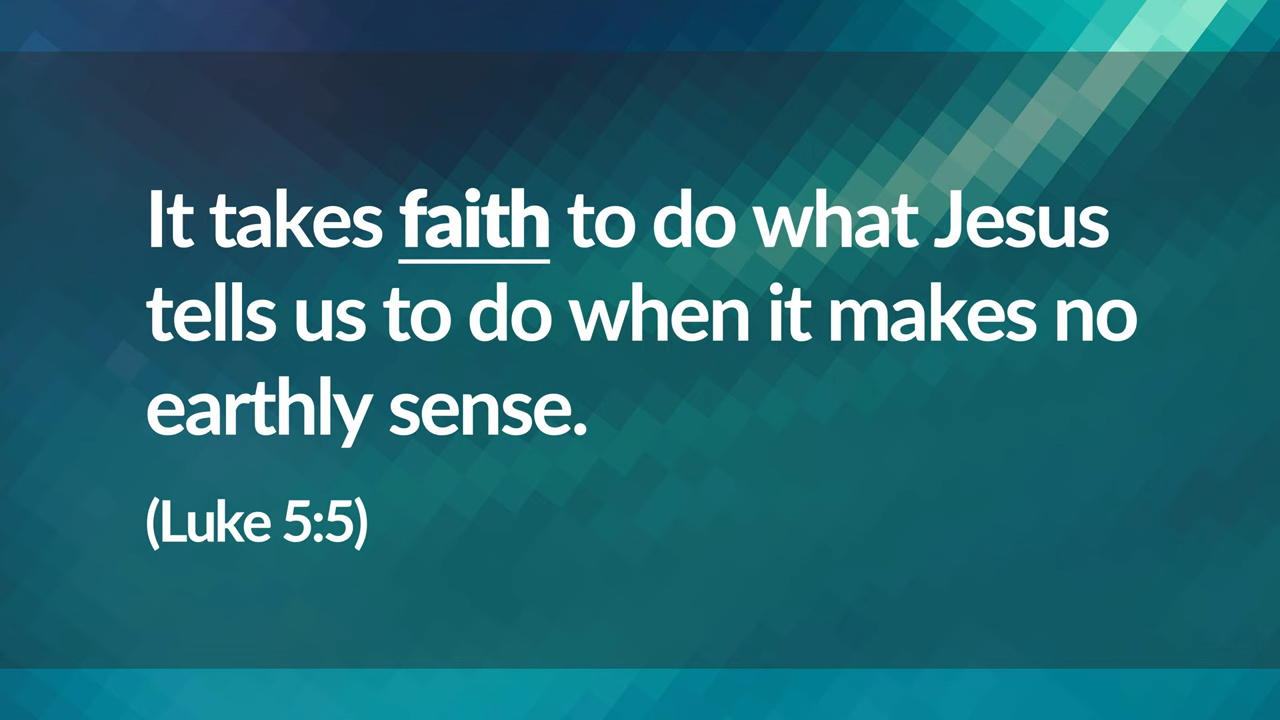 It takes faith to do what Jesus
tells us to do when it makes no
earthly sense.
(Luke 5:5)